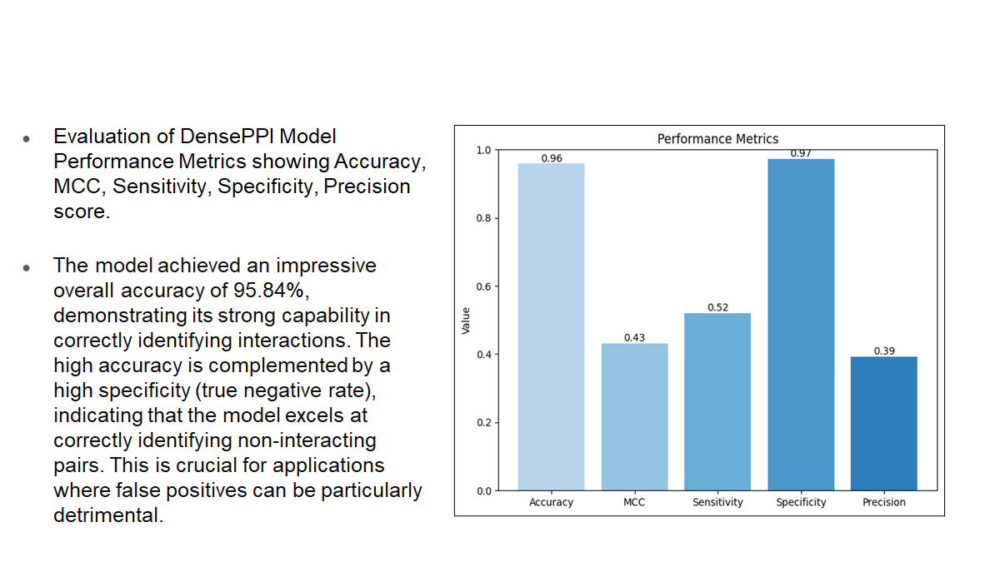 Evaluation of DensePPI Model
Performance Metrics showing Accuracy,
MCC, Sensitivity, Specificity, Precision
score.
The model achieved an impressive
overall accuracy of 95.84%,
demonstrating its strong capability in
correctly identifying interactions. The
high accuracy is complemented by a
high specificity (true negative rate),
indicating that the model excels at
correctly identifying non-interacting
pairs. This is crucial for applications
where false positives can be particularly
detrimental.
Performance Metrics
1.0
0.8
0.6
0.4
0.2
0.0
Value
0.96
0.43
0.52
0.97
0.39
Accuracy
MCC
Sensitivity
Specificity
Precision